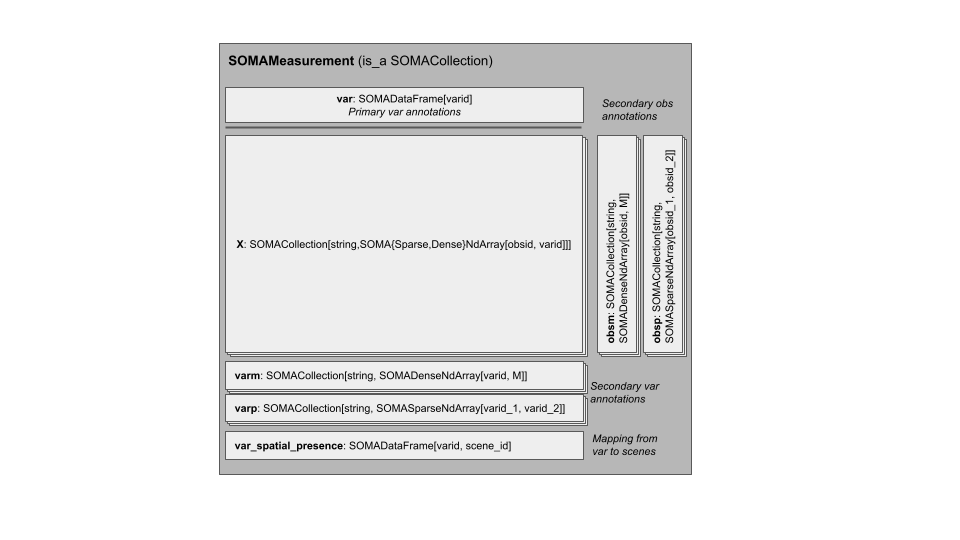 SOMAMeasurement (is_a SOMACollection)
var: SOMADataFrame[varid]
Primary var annotations
Secondary obs
annotations
X: SOMACollection[string,SOMA{Sparse,Dense}NdArray[obsid, varid]]]
obsm: SOMACollection[string,
SOMADenseNdArray[obsid, M]]
obsp: SOMACollection[string,
SOMASparseNdArray[obsid_1, obsid_2]]
varm: SOMACollection[string, SOMADenseNdArray[varid, M]]
varp: SOMACollection[string, SOMASparseNdArray[varid_1, varid_2]]
Secondary var
annotations
var_spatial_presence: SOMADataFrame[varid, scene_id]
Mapping from
var to scenes